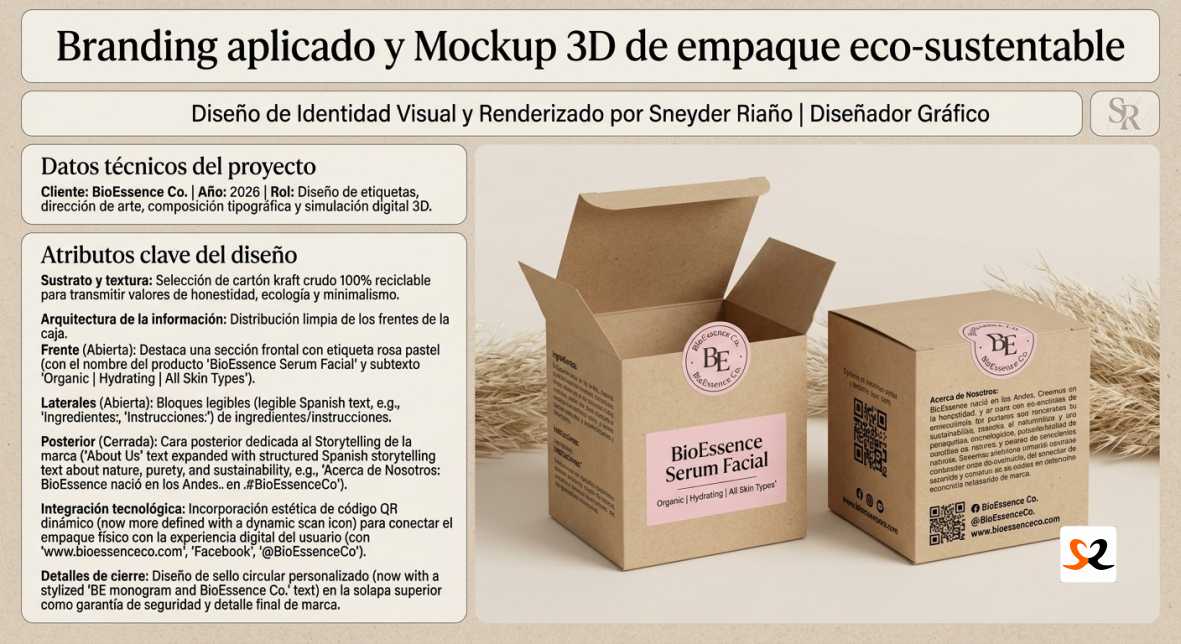 Branding aplicado y Mockup 3D de empaque eco-sustentable
Diseño de Identidad Visual y Renderizado por Sneyder Riaño | Diseñador Gráfico
SR
Datos técnicos del proyecto
Cliente: BioEssence Co. | Año: 2026 | Rol: Diseño de etiquetas,
dirección de arte, composición tipográfica y simulación digital 3D.
Atributos clave del diseño
Sustrato y textura: Selección de cartón kraft crudo 100% reciclable
para transmitir valores de honestidad, ecología y minimalismo.
Arquitectura de la información: Distribución limpia de los frentes de la
caja.
Frente (Abierta): Destaca una sección frontal con etiqueta rosa pastel
(con el nombre del producto 'BioEssence Serum Facial' y subtexto
'Organic | Hydrating | All Skin Types').
Laterales (Abierta): Bloques legibles (legible Spanish text, e.g.,
'Ingredientes:, 'Instrucciones:') de ingredientes/instrucciones.
Posterior (Cerrada): Cara posterior dedicada al Storytelling de la
marca ('About Us' text expanded with structured Spanish storytelling
text about nature, purety, and sustainability, e.g., 'Acerca de Nosotros:
BioEssence nació en los Andes.. en .#BioEssenceCo').
Integración tecnológica: Incorporación estética de código QR
dinámico (now more defined with a dynamic scan icon) para conectar el
empaque físico con la experiencia digital del usuario (con
'www.bioessenceco.com', 'Facebook', '@BioEssenceCo').
Detalles de cierre: Diseño de sello circular personalizado (now with a
stylized 'BE monogram and BioEssence Co.' text) en la solapa superior
como garantía de seguridad y detalle final de marca.
BioEssence Co.
BE
BioEssence Co.
BioEssence
Serum Facial
Organic | Hydrating | All Skin Types'
BE
BioEssence Co.
Acerca de Nosotros:
BioEssence nació en los Andes, Creemos en
de marca.
BioEssence Co.
@BioEssenceCo.
www.bioessenceco.com